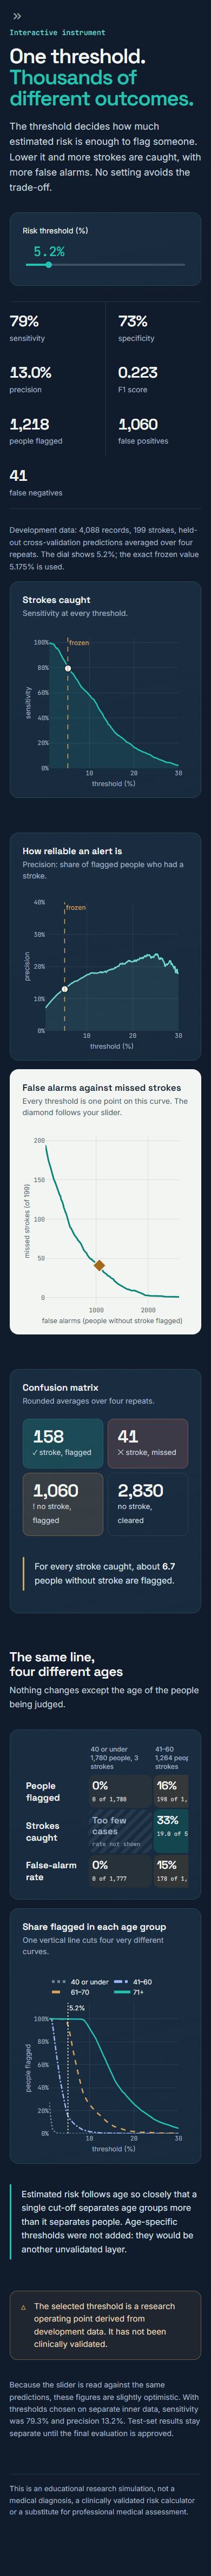 »
Interactive instrument
One threshold.
Thousands of
different outcomes.
The threshold decides how much
estimated risk is enough to flag someone.
Lower it and more strokes are caught, with
more false alarms. No setting avoids the
trade-off.
Risk threshold (%)
5.2%
79%
sensitivity
73%
specificity
13.0%
precision
0.223
F1 score
1,218
people flagged
1,060
false positives
41
false negatives
Development data: 4,088 records, 199 strokes, held-
out cross-validation predictions averaged over four
repeats. The dial shows 5.2%; the exact frozen value
5.175% is used.
Strokes caught
Sensitivity at every threshold.
frozen
100%
80%
60%
40%
20%
0%
sensitivity
10
20
30
threshold (%)
How reliable an alert is
Precision: share of flagged people who had a
stroke.
frozen
40%
30%
20%
10%
0%
precision
10
20
30
threshold (%)
False alarms against missed strokes
Every threshold is one point on this curve. The
diamond follows your slider.
200
150
100
50
0
missed strokes (of 199)
1000
2000
false alarms (people without stroke flagged)
Confusion matrix
Rounded averages over four repeats.
158
✓ stroke, flagged
41
✕ stroke, missed
1,060
! no stroke,
flagged
2,830
no stroke,
cleared
For every stroke caught, about 6.7
people without stroke are flagged.
The same line,
four different ages
Nothing changes except the age of the people
being judged.
40 or under
1,780 people, 3
strokes
41–60
1,264 peop
strokes
People
flagged
0%
0 of 1,780
16%
198 of 1,
Strokes
caught
Too few
cases
rate not shown
33%
19.0 of 5
False-alarm
rate
0%
0 of 1,777
15%
178 of 1,
Share flagged in each age group
One vertical line cuts four very different
curves.
40 or under
41–60
61–70
71+
5.2%
100%
80%
60%
40%
20%
0%
people flagged
10
20
30
threshold (%)
Estimated risk follows age so closely that a
single cut-off separates age groups more
than it separates people. Age-specific
thresholds were not added: they would be
another unvalidated layer.
△ The selected threshold is a research
operating point derived from
development data. It has not been
clinically validated.
Because the slider is read against the same
predictions, these figures are slightly optimistic. With
thresholds chosen on separate inner data, sensitivity
was 79.3% and precision 13.2%. Test-set results stay
separate until the final evaluation is approved.
This is an educational research simulation, not a
medical diagnosis, a clinically validated risk calculator
or a substitute for professional medical assessment.